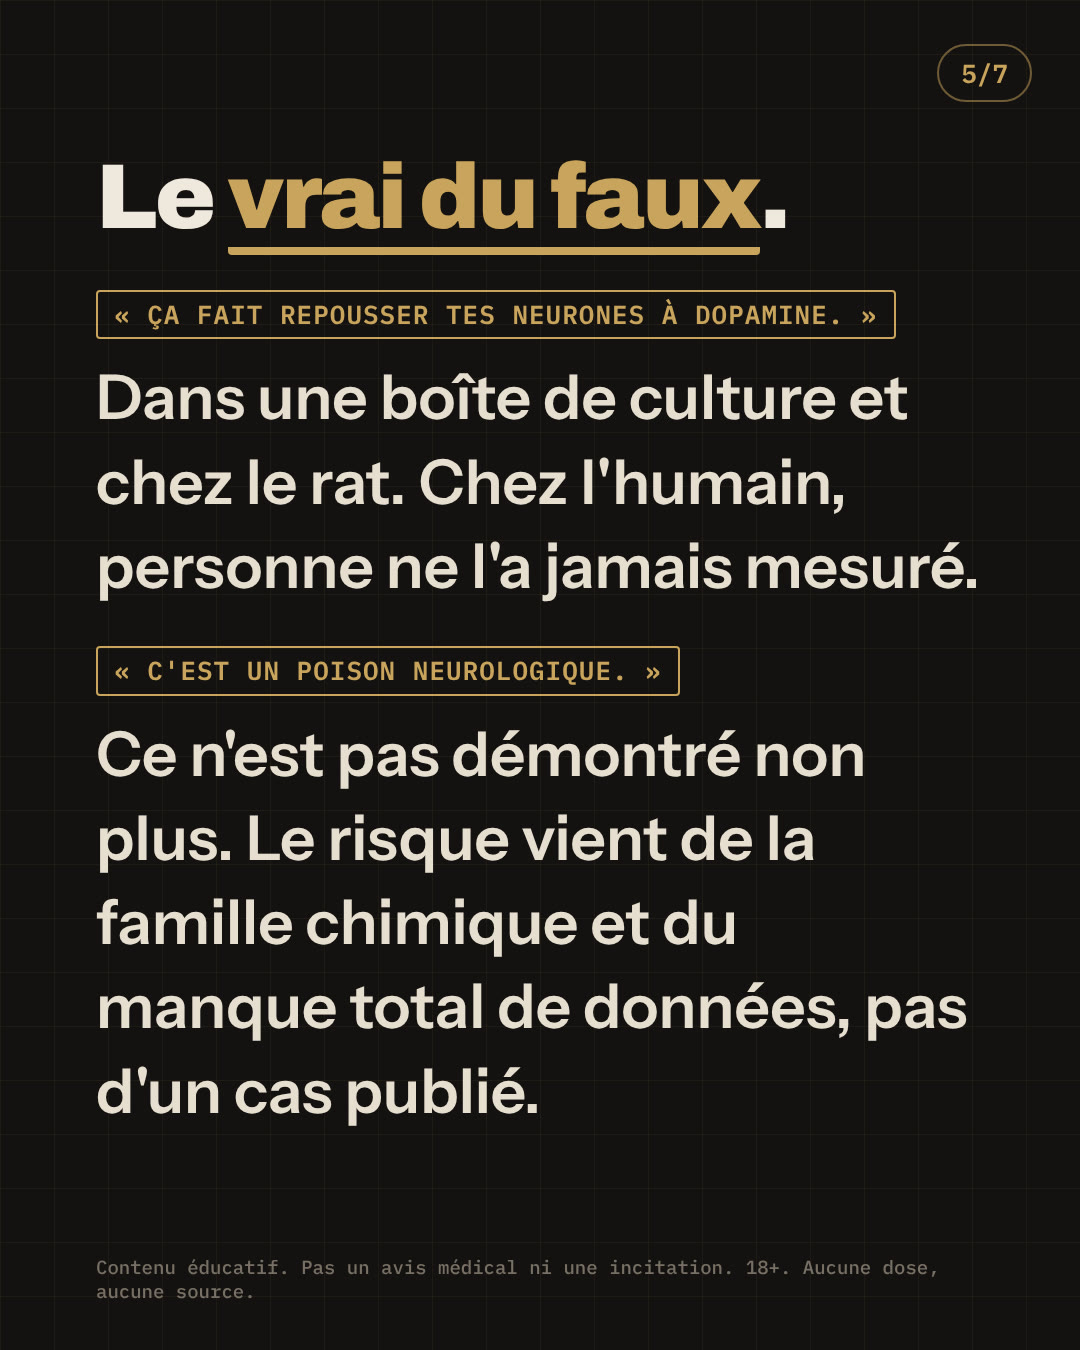 5/7
Le vrai du faux.
« ÇA FAIT REPOUSSER TES NEURONES À DOPAMINE. »
Dans une boîte de culture et
chez le rat. Chez l'humain,
personne ne l'a jamais mesuré.
« C'EST UN POISON NEUROLOGIQUE. »
Ce n'est pas démontré non
plus. Le risque vient de la
famille chimique et du
manque total de données, pas
d'un cas publié.
Contenu éducatif. Pas un avis médical ni une incitation. 18+. Aucune dose,
aucune source.